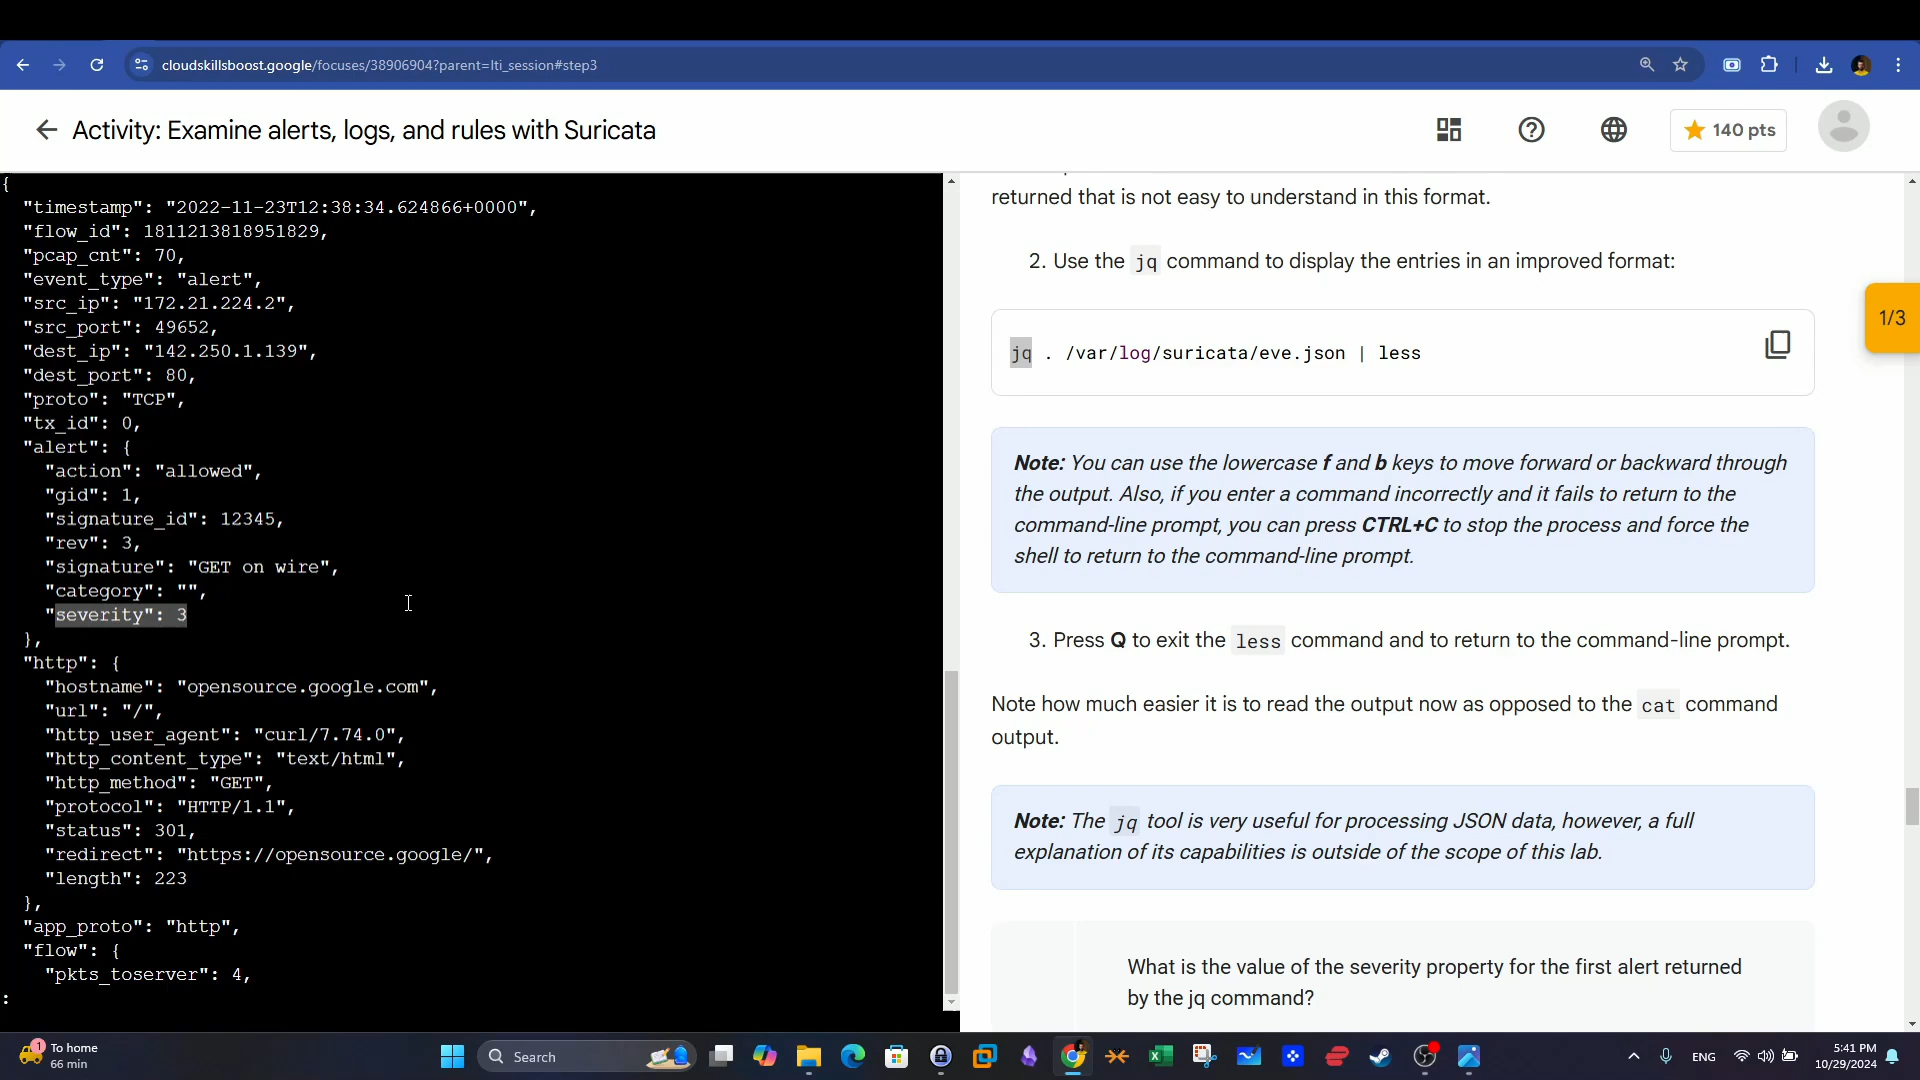 cloudskillsboost.google/focuses/38906904?parent=lti_session#step3
Activity: Examine alerts, logs, and rules with Suricata
140 pts
{
"timestamp": "2022-11-23T12:38:34.624866+0000",
"flow_id": 1811213818951829,
"pcap_cnt": 70,
"event_type": "alert",
"src_ip": "172.21.224.2",
"src_port": 49652,
"dest_ip": "142.250.1.139",
"dest_port": 80,
"proto": "TCP",
"tx_id": 0,
"alert": {
"action": "allowed",
"gid": 1,
"signature_id": 12345,
"rev": 3,
"signature": "GET on wire",
"category": "",
"severity": 3
},
"http": {
"hostname": "opensource.google.com",
"url": "/",
"http_user_agent": "curl/7.74.0",
"http_content_type": "text/html",
"http_method": "GET",
"protocol": "HTTP/1.1",
"status": 301,
"redirect": "https://opensource.google/",
"length": 223
},
"app_proto": "http",
"flow": {
"pkts_toserver": 4,
:
returned that is not easy to understand in this format.
2. Use the jq command to display the entries in an improved format:
jq . /var/log/suricata/eve.json | less
1/3
Note: You can use the lowercase f and b keys to move forward or backward through
the output. Also, if you enter a command incorrectly and it fails to return to the
command-line prompt, you can press CTRL+C to stop the process and force the
shell to return to the command-line prompt.
3. Press Q to exit the less command and to return to the command-line prompt.
Note how much easier it is to read the output now as opposed to the cat command
output.
Note: The jq tool is very useful for processing JSON data, however, a full
explanation of its capabilities is outside of the scope of this lab.
What is the value of the severity property for the first alert returned
by the jq command?
1
To home
66 min
Search
ENG
5:41 PM
10/29/2024